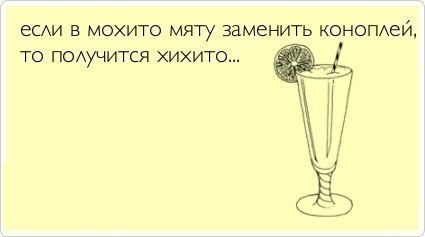 если в мохито мяту заменить коноплей,
то получится хихито...